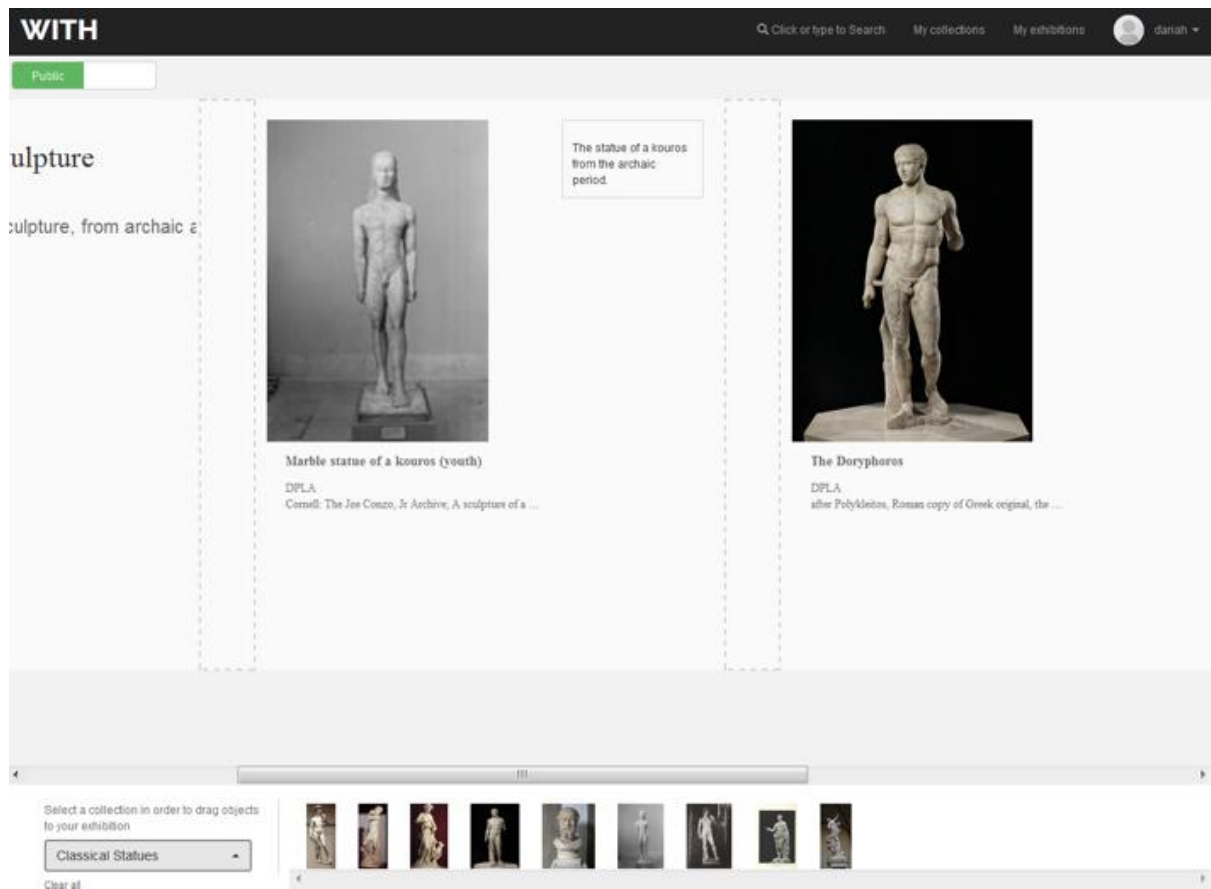 WITH
Click or type to Search My collections My exhibitions dariah
Public
ulpture
culpture, from archaic a
The statue of a kouros
from the archaic
period.
Marble statue of a kouros (youth)
DPLA
Cornell: The Joe Conzo, Jr Archive, A sculpture of a ...
The Doryphoros
DPLA
after Polykleitos, Roman copy of Greek original, the ...
Select a collection in order to drag objects
to your exhibition
Classical Statues
Clear all